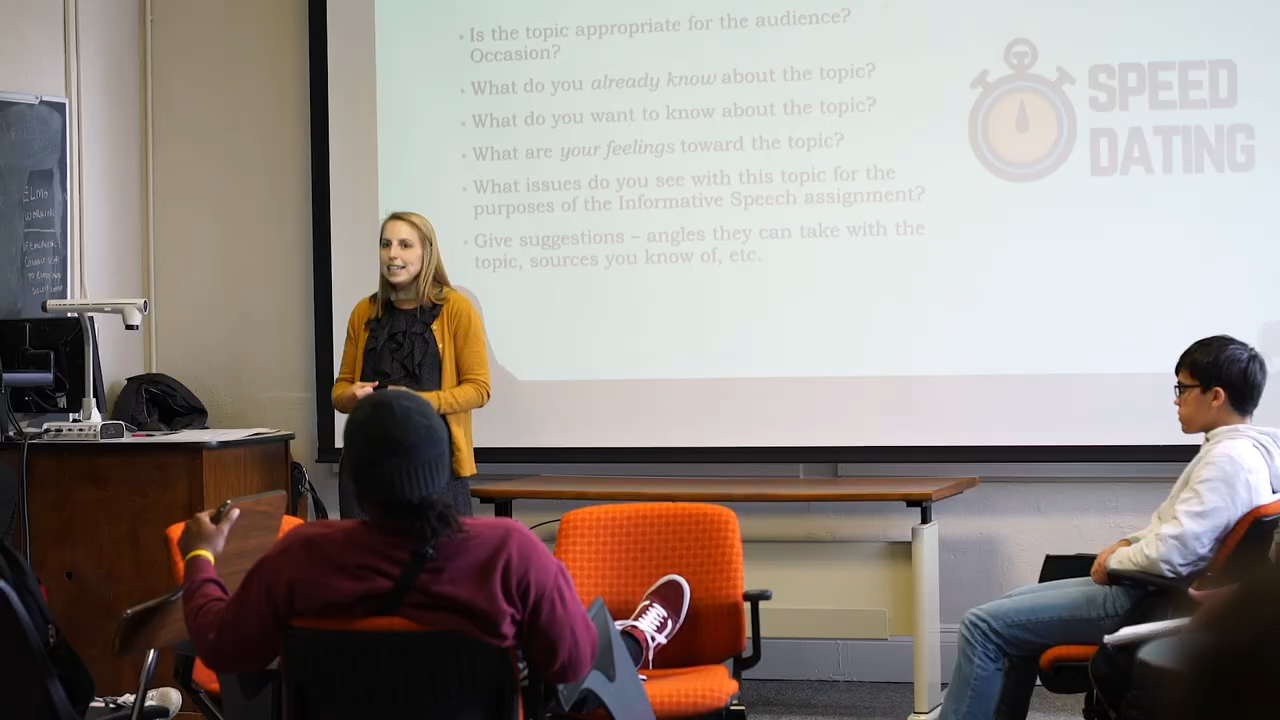 • Is the topic appropriate for the audience?
Occasion?
• What do you already know about the topic?
• What do you want to know about the topic?
• What are your feelings toward the topic?
• What issues do you see with this topic for the
purposes of the Informative Speech assignment?
• Give suggestions – angles they can take with the
topic, sources you know of, etc.
SPEED
DATING
ELMO
WORKING